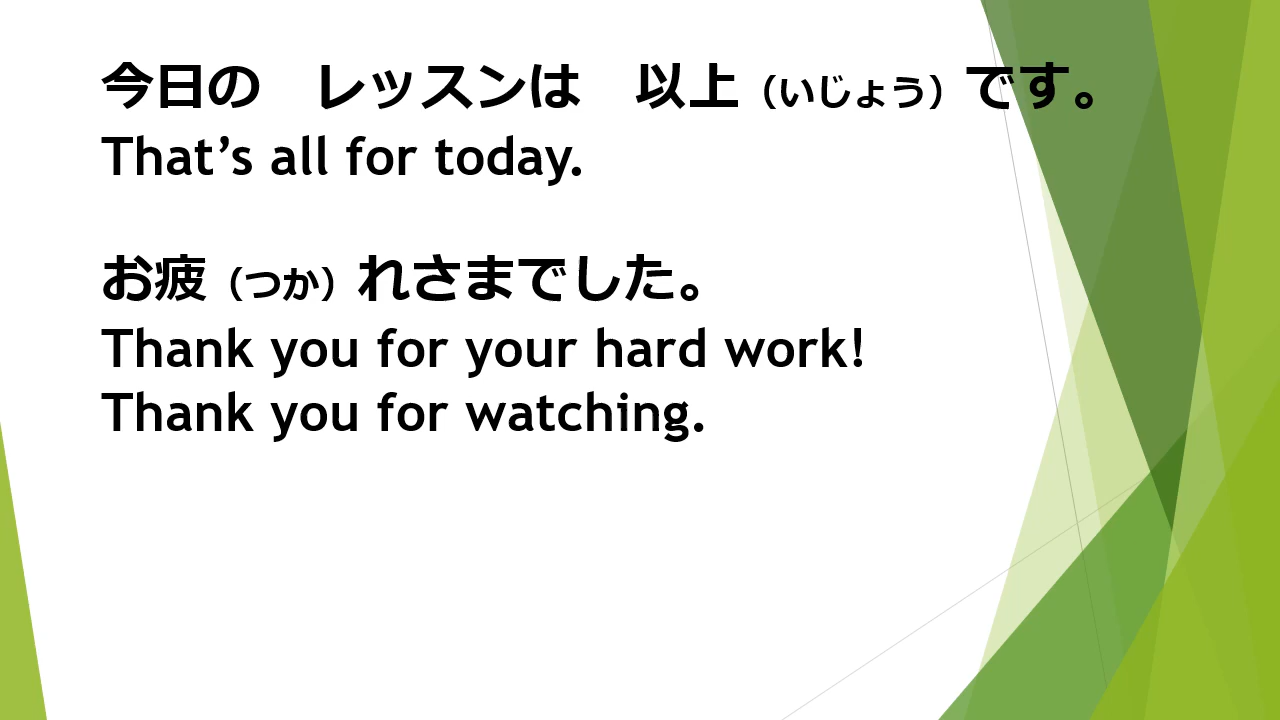 今日の　レッスンは　以上（いじょう）です。
That’s all for today.
お疲（つか）れさまでした。
Thank you for your hard work!
Thank you for watching.